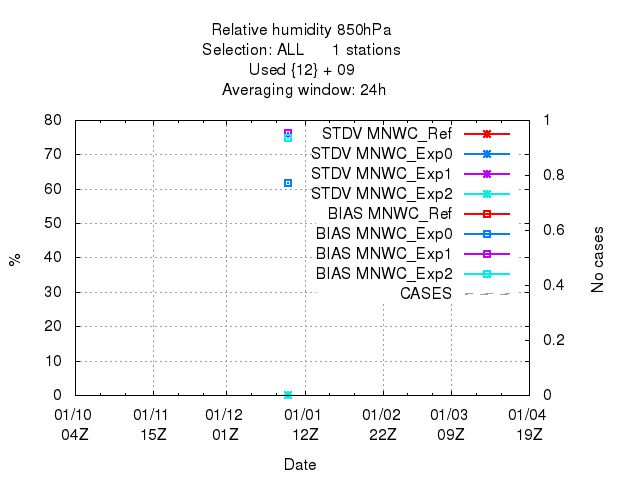 Relative humidity 850hPa
Selection: ALL 1 stations
Used {12} + 09
Averaging window: 24h
80 1
70
60 0.8
50 0.6
40 0.4
30
20 0.2
10
0 0
%
No cases
STDV MNWC_Ref
STDV MNWC_Exp0
STDV MNWC_Exp1
STDV MNWC_Exp2
BIAS MNWC_Ref
BIAS MNWC_Exp0
BIAS MNWC_Exp1
BIAS MNWC_Exp2
CASES
01/10 01/11 01/12 01/01 01/02 01/03 01/04
04Z 15Z 01Z 12Z 22Z 09Z 19Z
Date